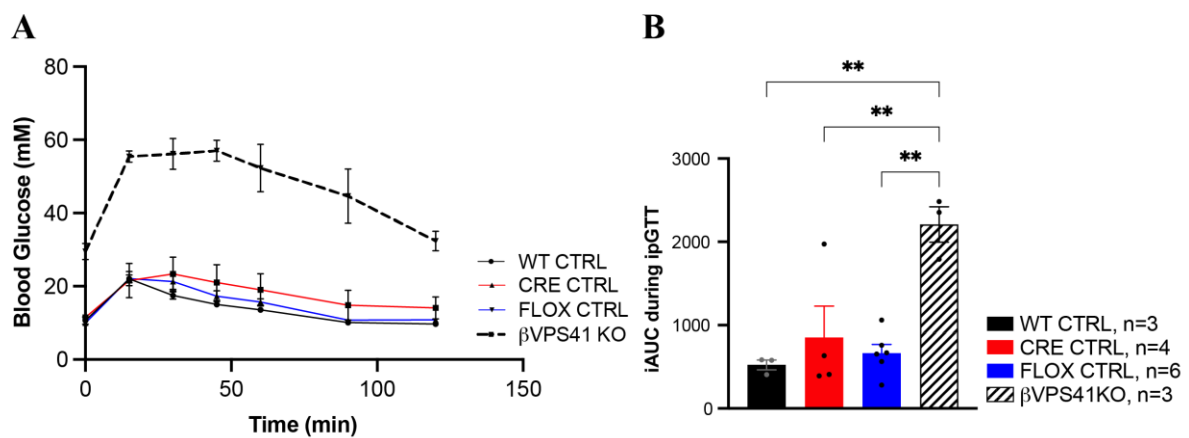 A
Blood Glucose (mM)
80
60
40
20
0
0
50
100
150
Time (min)
WT CTRL
CRE CTRL
FLOX CTRL
βVPS41 KO
B
**
**
**
iAUC during ipGTT
3000
2000
1000
0
WT CTRL, n=3
CRE CTRL, n=4
FLOX CTRL, n=6
βVPS41KO, n=3